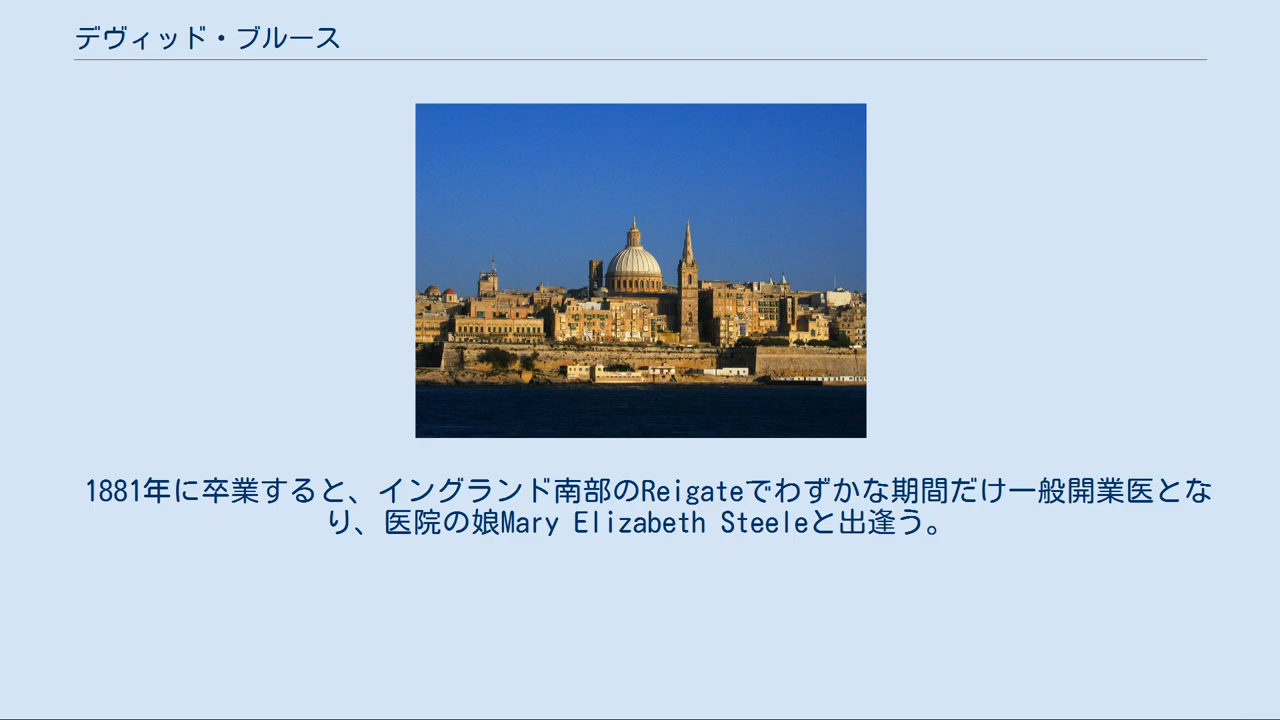 デヴィッド・ブルース
1881年に卒業すると、イングランド南部のReigateでわずかな期間だけ一般開業医とな
り、医院の娘Mary Elizabeth Steeleと出逢う。